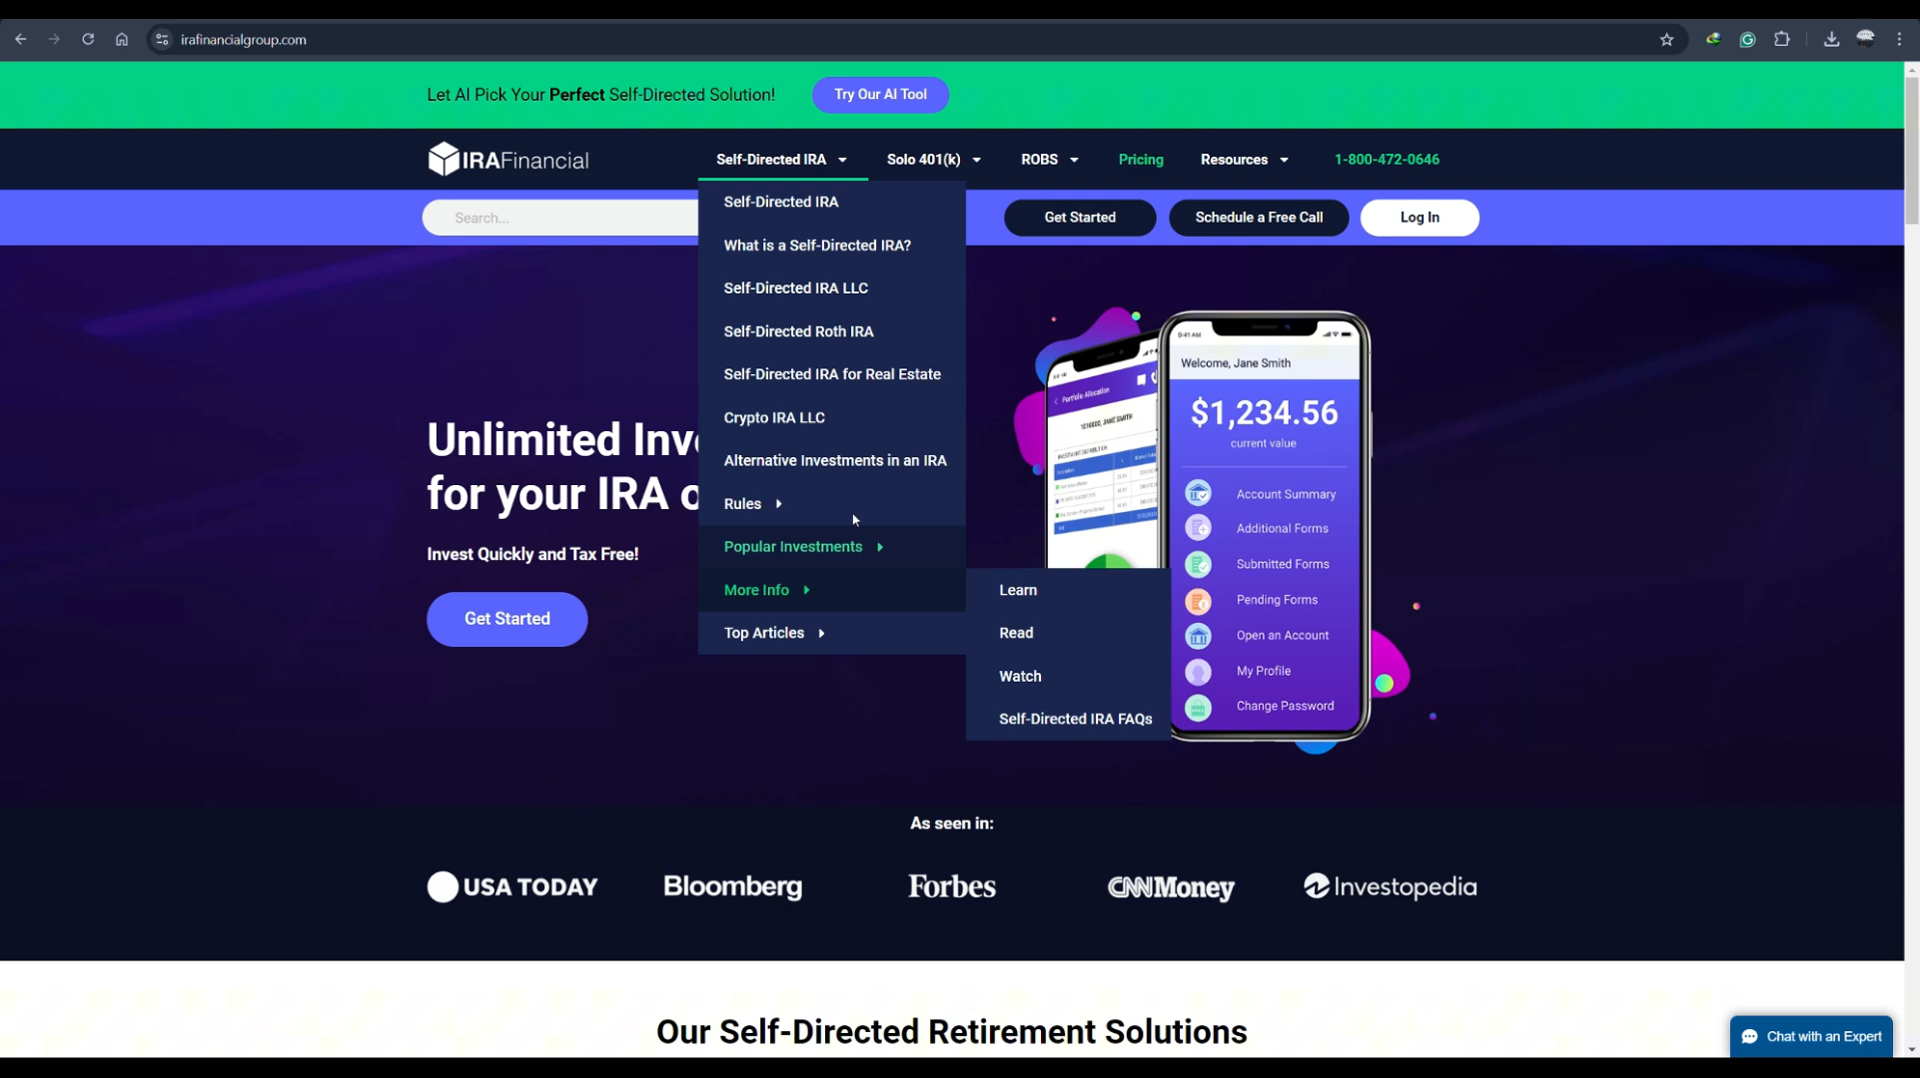 irafinancialgroup.com
Let AI Pick Your Perfect Self-Directed Solution!
Try Our AI Tool
IRAFinancial
Self-Directed IRA
Solo 401(k)
ROBS
Pricing
Resources
1-800-472-0646
Search...
Get Started
Schedule a Free Call
Log In
Self-Directed IRA
What is a Self-Directed IRA?
Self-Directed IRA LLC
Self-Directed Roth IRA
Self-Directed IRA for Real Estate
Crypto IRA LLC
Alternative Investments in an IRA
Rules
Popular Investments
More Info
Top Articles
Learn
Read
Watch
Self-Directed IRA FAQs
Unlimited Inv
for your IRA
Invest Quickly and Tax Free!
Get Started
Portfolio Allocation
9:41 AM
Welcome, Jane Smith
$1,234.56
current value
Account Summary
Additional Forms
Submitted Forms
Pending Forms
Open an Account
My Profile
Change Password
As seen in:
USA TODAY
Bloomberg
Forbes
CNNMoney
Investopedia
Our Self-Directed Retirement Solutions
Chat with an Expert